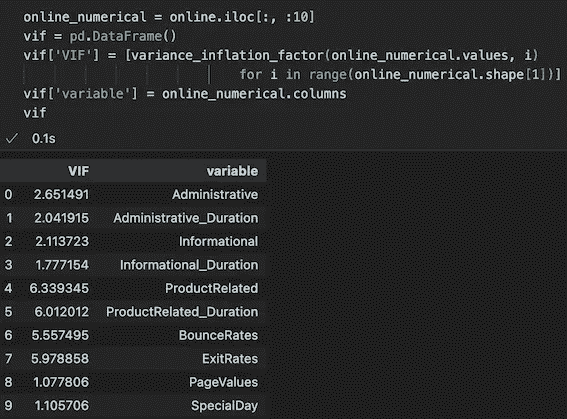 online_numerical = online.iloc[:, :10]
vif = pd.DataFrame()
vif['VIF'] = [variance_inflation_factor(online_numerical.values, i)
for i in range(online_numerical.shape[1])]
vif['variable'] = online_numerical.columns
vif
✓ 0.1s
VIF variable
0 2.651491 Administrative
1 2.041915 Administrative_Duration
2 2.113723 Informational
3 1.777154 Informational_Duration
4 6.339345 ProductRelated
5 6.012012 ProductRelated_Duration
6 5.557495 BounceRates
7 5.978858 ExitRates
8 1.077806 PageValues
9 1.105706 SpecialDay